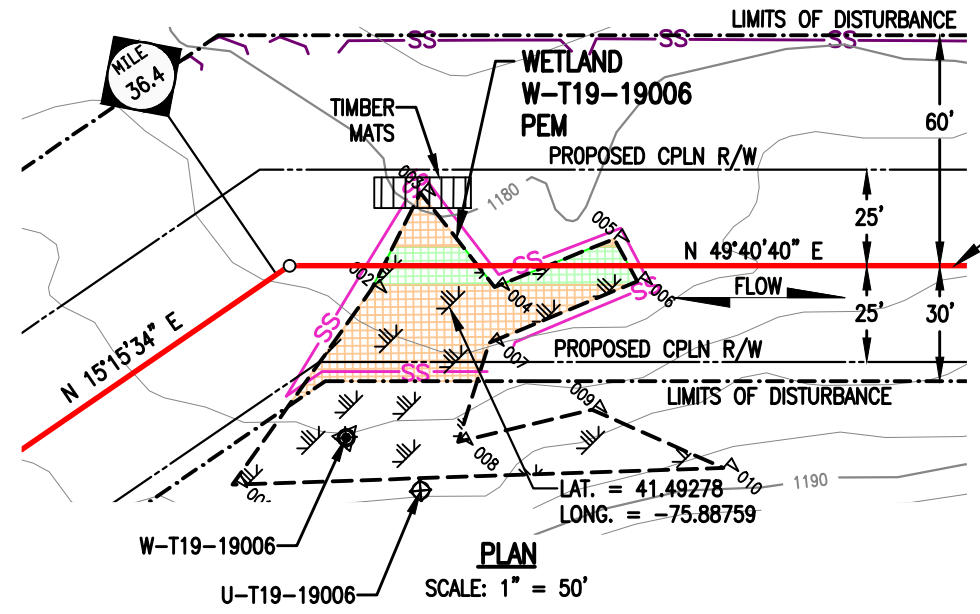 LIMITS OF DISTURBANCE
SS
SS
SS
MILE
36.4
WETLAND
W-T19-19006
PEM
TIMBER
MATS
60'
PROPOSED CPLN R/W
003
SS
1180
25'
005
N 49°40'40" E
SS
002
004
006
SS
FLOW
25'
30'
N 15°15'34" E
SS
007
PROPOSED CPLN R/W
SS
LIMITS OF DISTURBANCE
009
008
010
1190
LAT. = 41.49278
LONG. = -75.88759
W-T19-19006
PLAN
SCALE: 1" = 50'
U-T19-19006